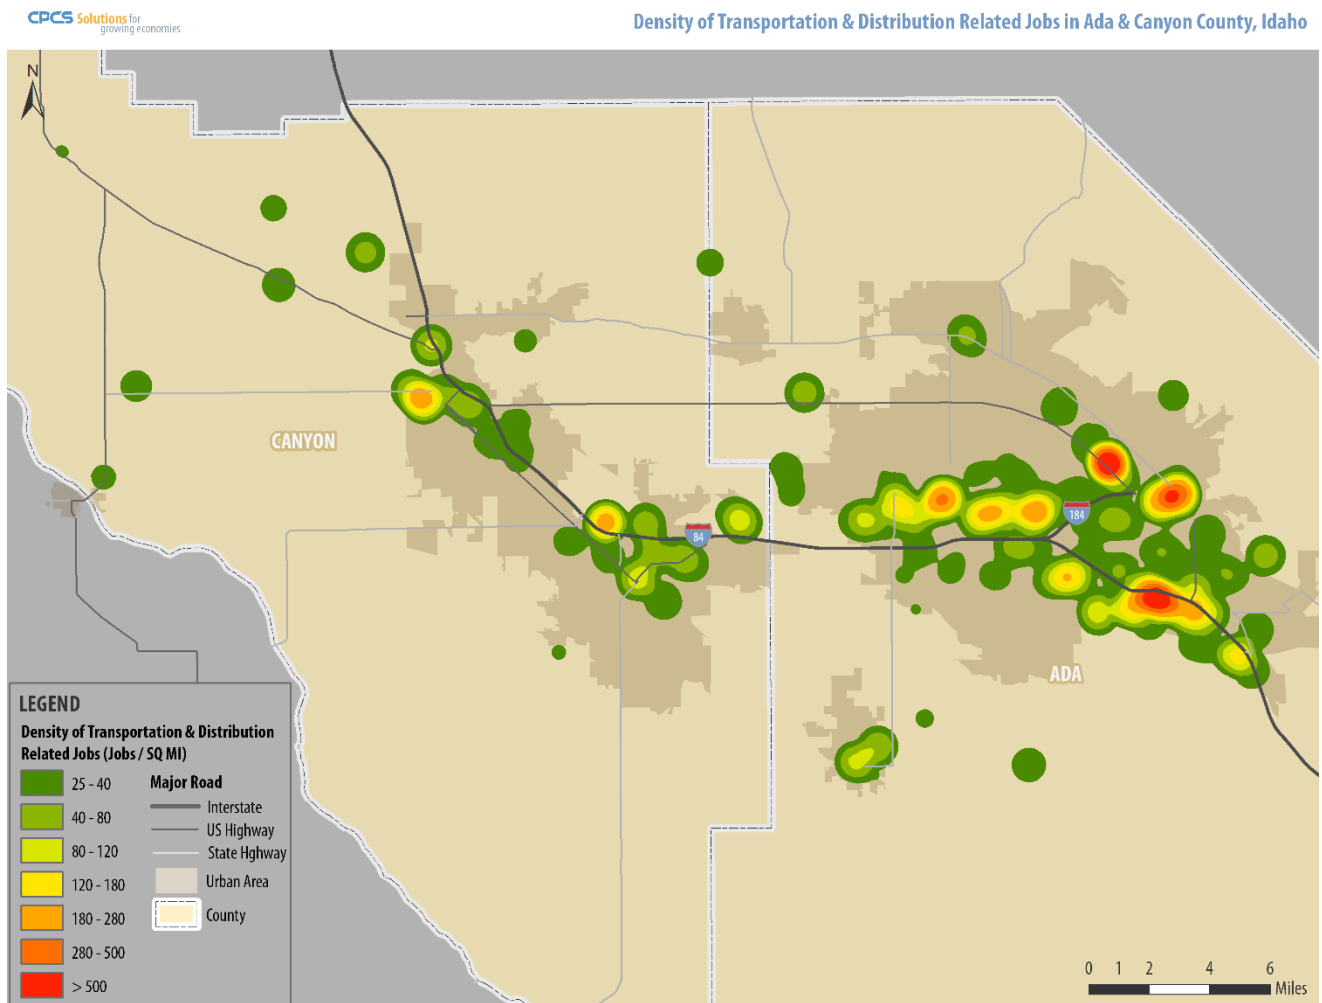 CPCS Solutions for
growing economies
Density of Transportation & Distribution Related Jobs in Ada & Canyon County, Idaho
N
CANYON
84
184
ADA
LEGEND
Density of Transportation & Distribution
Related Jobs (Jobs / SQ MI)
25 - 40
40 - 80
80 - 120
120 - 180
180 - 280
280 - 500
> 500
Major Road
Interstate
US Highway
State Hghway
Urban Area
County
0 1 2 4 6
Miles